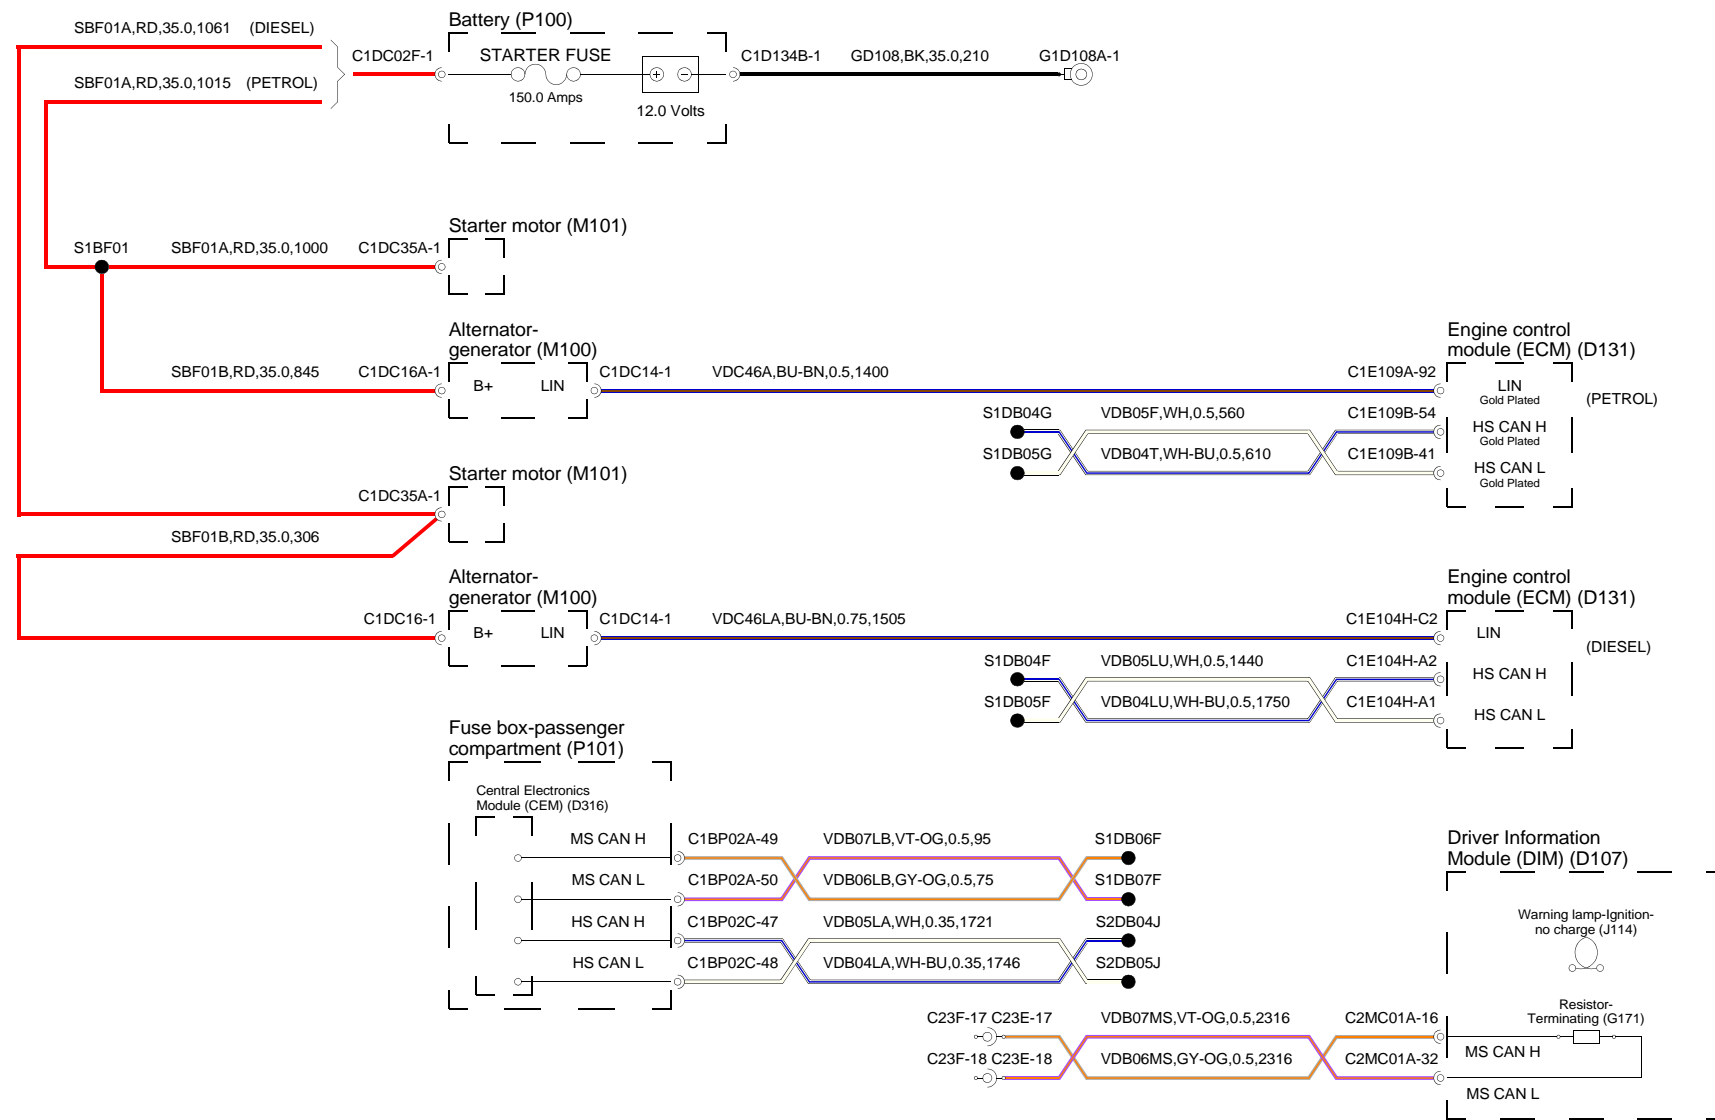 SBF01A,RD,35.0,1061 (DIESEL)
SBF01A,RD,35.0,1015 (PETROL)
C1DC02F-1
Battery (P100)
STARTER FUSE
150.0 Amps
+ -
12.0 Volts
C1D134B-1
GD108,BK,35.0,210
G1D108A-1
Starter motor (M101)
S1BF01
SBF01A,RD,35.0,1000
C1DC35A-1
Alternator-
generator (M100)
SBF01B,RD,35.0,845
C1DC16A-1
B+
LIN
C1DC14-1
VDC46A,BU-BN,0.5,1400
C1E109A-92
Engine control
module (ECM) (D131)
LIN
Gold Plated
(PETROL)
S1DB04G
VDB05F,WH,0.5,560
C1E109B-54
HS CAN H
Gold Plated
S1DB05G
VDB04T,WH-BU,0.5,610
C1E109B-41
HS CAN L
Gold Plated
Starter motor (M101)
C1DC35A-1
SBF01B,RD,35.0,306
Alternator-
generator (M100)
C1DC16-1
B+
LIN
C1DC14-1
VDC46LA,BU-BN,0.75,1505
C1E104H-C2
Engine control
module (ECM) (D131)
LIN
(DIESEL)
S1DB04F
VDB05LU,WH,0.5,1440
C1E104H-A2
HS CAN H
S1DB05F
VDB04LU,WH-BU,0.5,1750
C1E104H-A1
HS CAN L
Fuse box-passenger
compartment (P101)
Central Electronics
Module (CEM) (D316)
MS CAN H
C1BP02A-49
VDB07LB,VT-OG,0.5,95
S1DB06F
MS CAN L
C1BP02A-50
VDB06LB,GY-OG,0.5,75
S1DB07F
HS CAN H
C1BP02C-47
VDB05LA,WH,0.35,1721
S2DB04J
HS CAN L
C1BP02C-48
VDB04LA,WH-BU,0.35,1746
S2DB05J
Driver Information
Module (DIM) (D107)
Warning lamp-Ignition-
no charge (J114)
Resistor-
Terminating (G171)
C23F-17 C23E-17
VDB07MS,VT-OG,0.5,2316
C2MC01A-16
MS CAN H
C23F-18 C23E-18
VDB06MS,GY-OG,0.5,2316
C2MC01A-32
MS CAN L